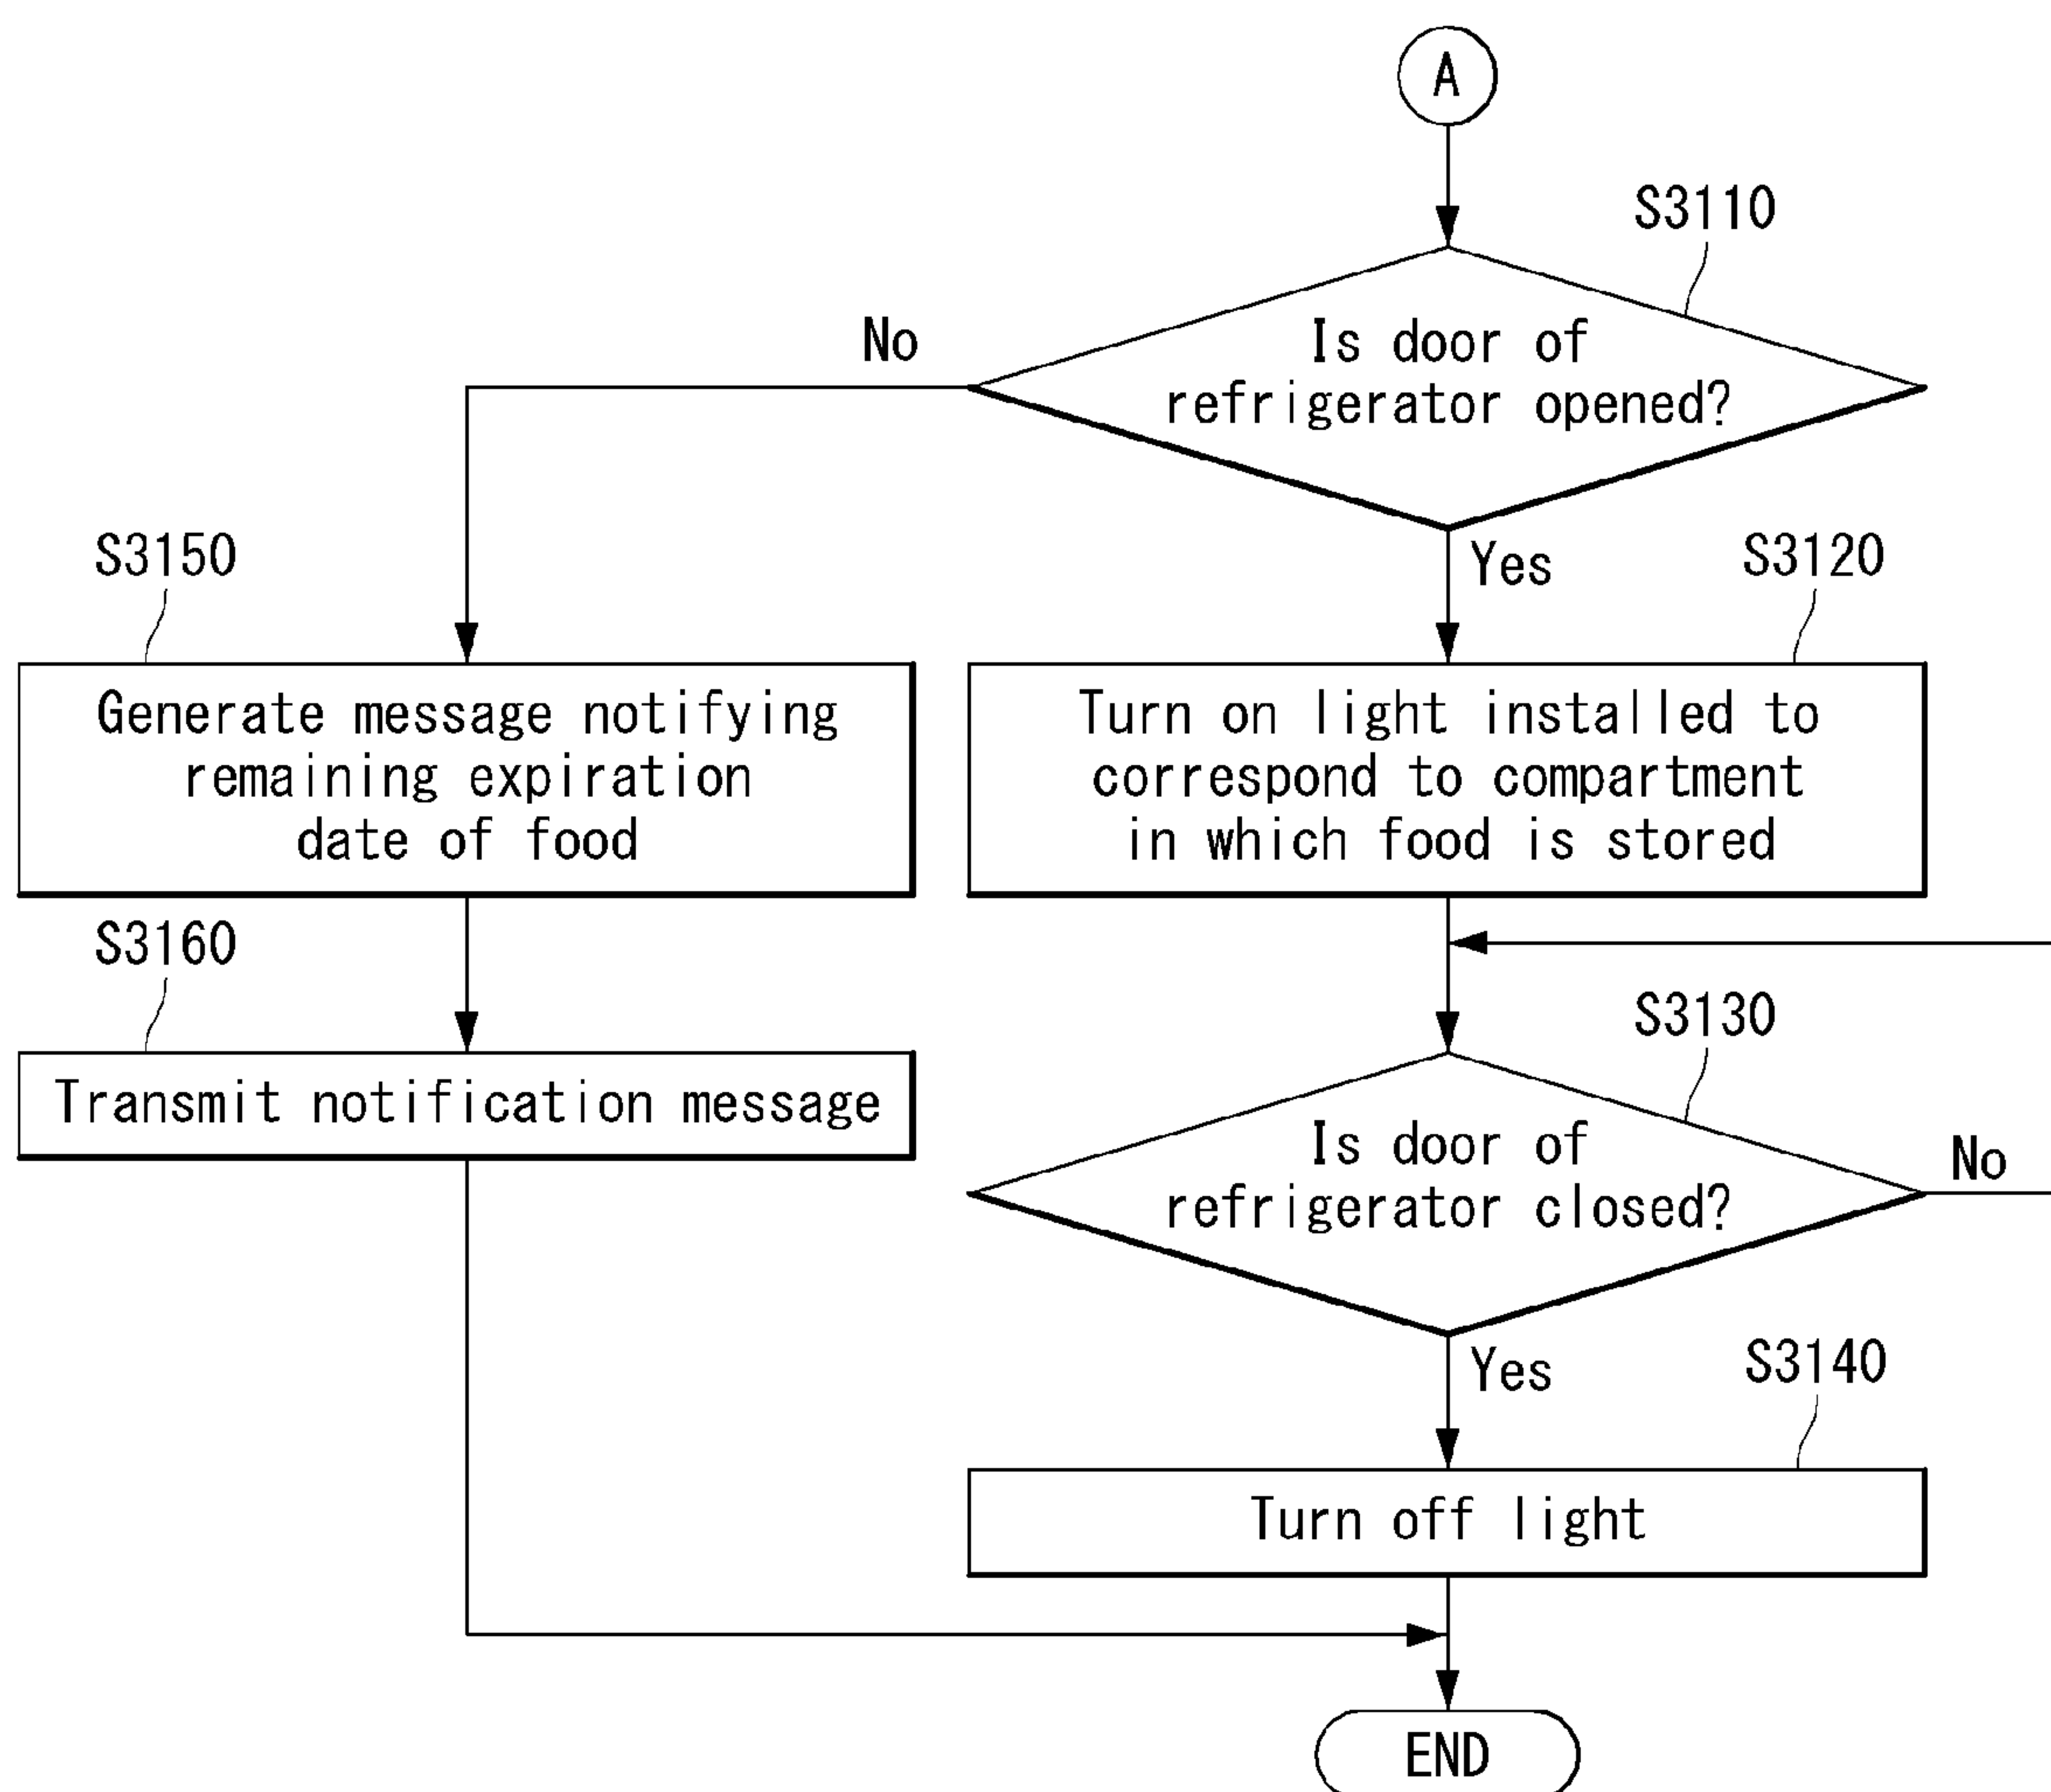 A
S3110
Is door of
refrigerator opened?
No
Yes
S3150
Generate message notifying
remaining expiration
date of food
S3120
Turn on light installed to
correspond to compartment
in which food is stored
S3160
Transmit notification message
S3130
Is door of
refrigerator closed?
No
Yes
S3140
Turn off light
END